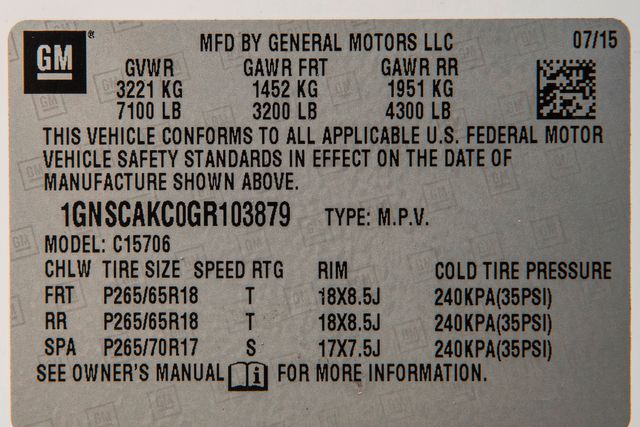 GM® MFD BY GENERAL MOTORS LLC 07/15
GVWR GAWR FRT GAWR RR
3221 KG 1452 KG 1951 KG
7100 LB 3200 LB 4300 LB
THIS VEHICLE CONFORMS TO ALL APPLICABLE U.S. FEDERAL MOTOR
VEHICLE SAFETY STANDARDS IN EFFECT ON THE DATE OF
MANUFACTURE SHOWN ABOVE.
1GNSCAKC0GR103879 TYPE: M.P.V.
MODEL: C15706
CHLW TIRE SIZE SPEED RTG RIM COLD TIRE PRESSURE
FRT P265/65R18 T 18X8.5J 240KPA(35PSI)
RR P265/65R18 T 18X8.5J 240KPA(35PSI)
SPA P265/70R17 S 17X7.5J 240KPA(35PSI)
SEE OWNER'S MANUAL i FOR MORE INFORMATION.